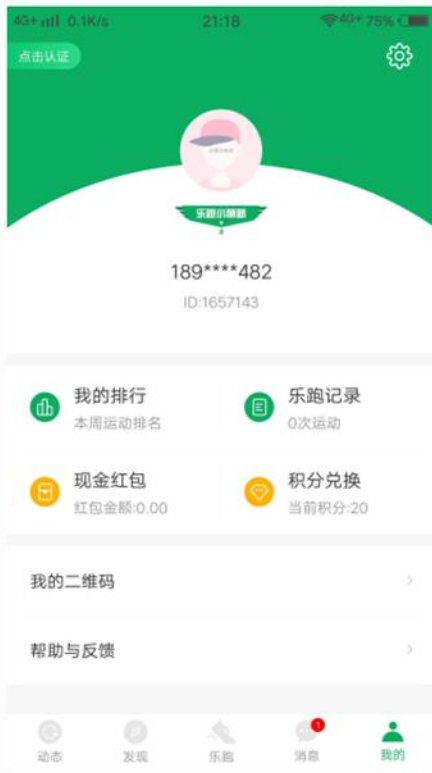 4G+ 0.1K/s 21:18 4G+ 75%
点击认证
乐跑小萌新
189****482
ID:1657143
我的排行 乐跑记录
本周运动排名 0次运动
现金红包 积分兑换
红包金额:0.00 当前积分:20
我的二维码
帮助与反馈
1
动态 发现 乐跑 消息 我的